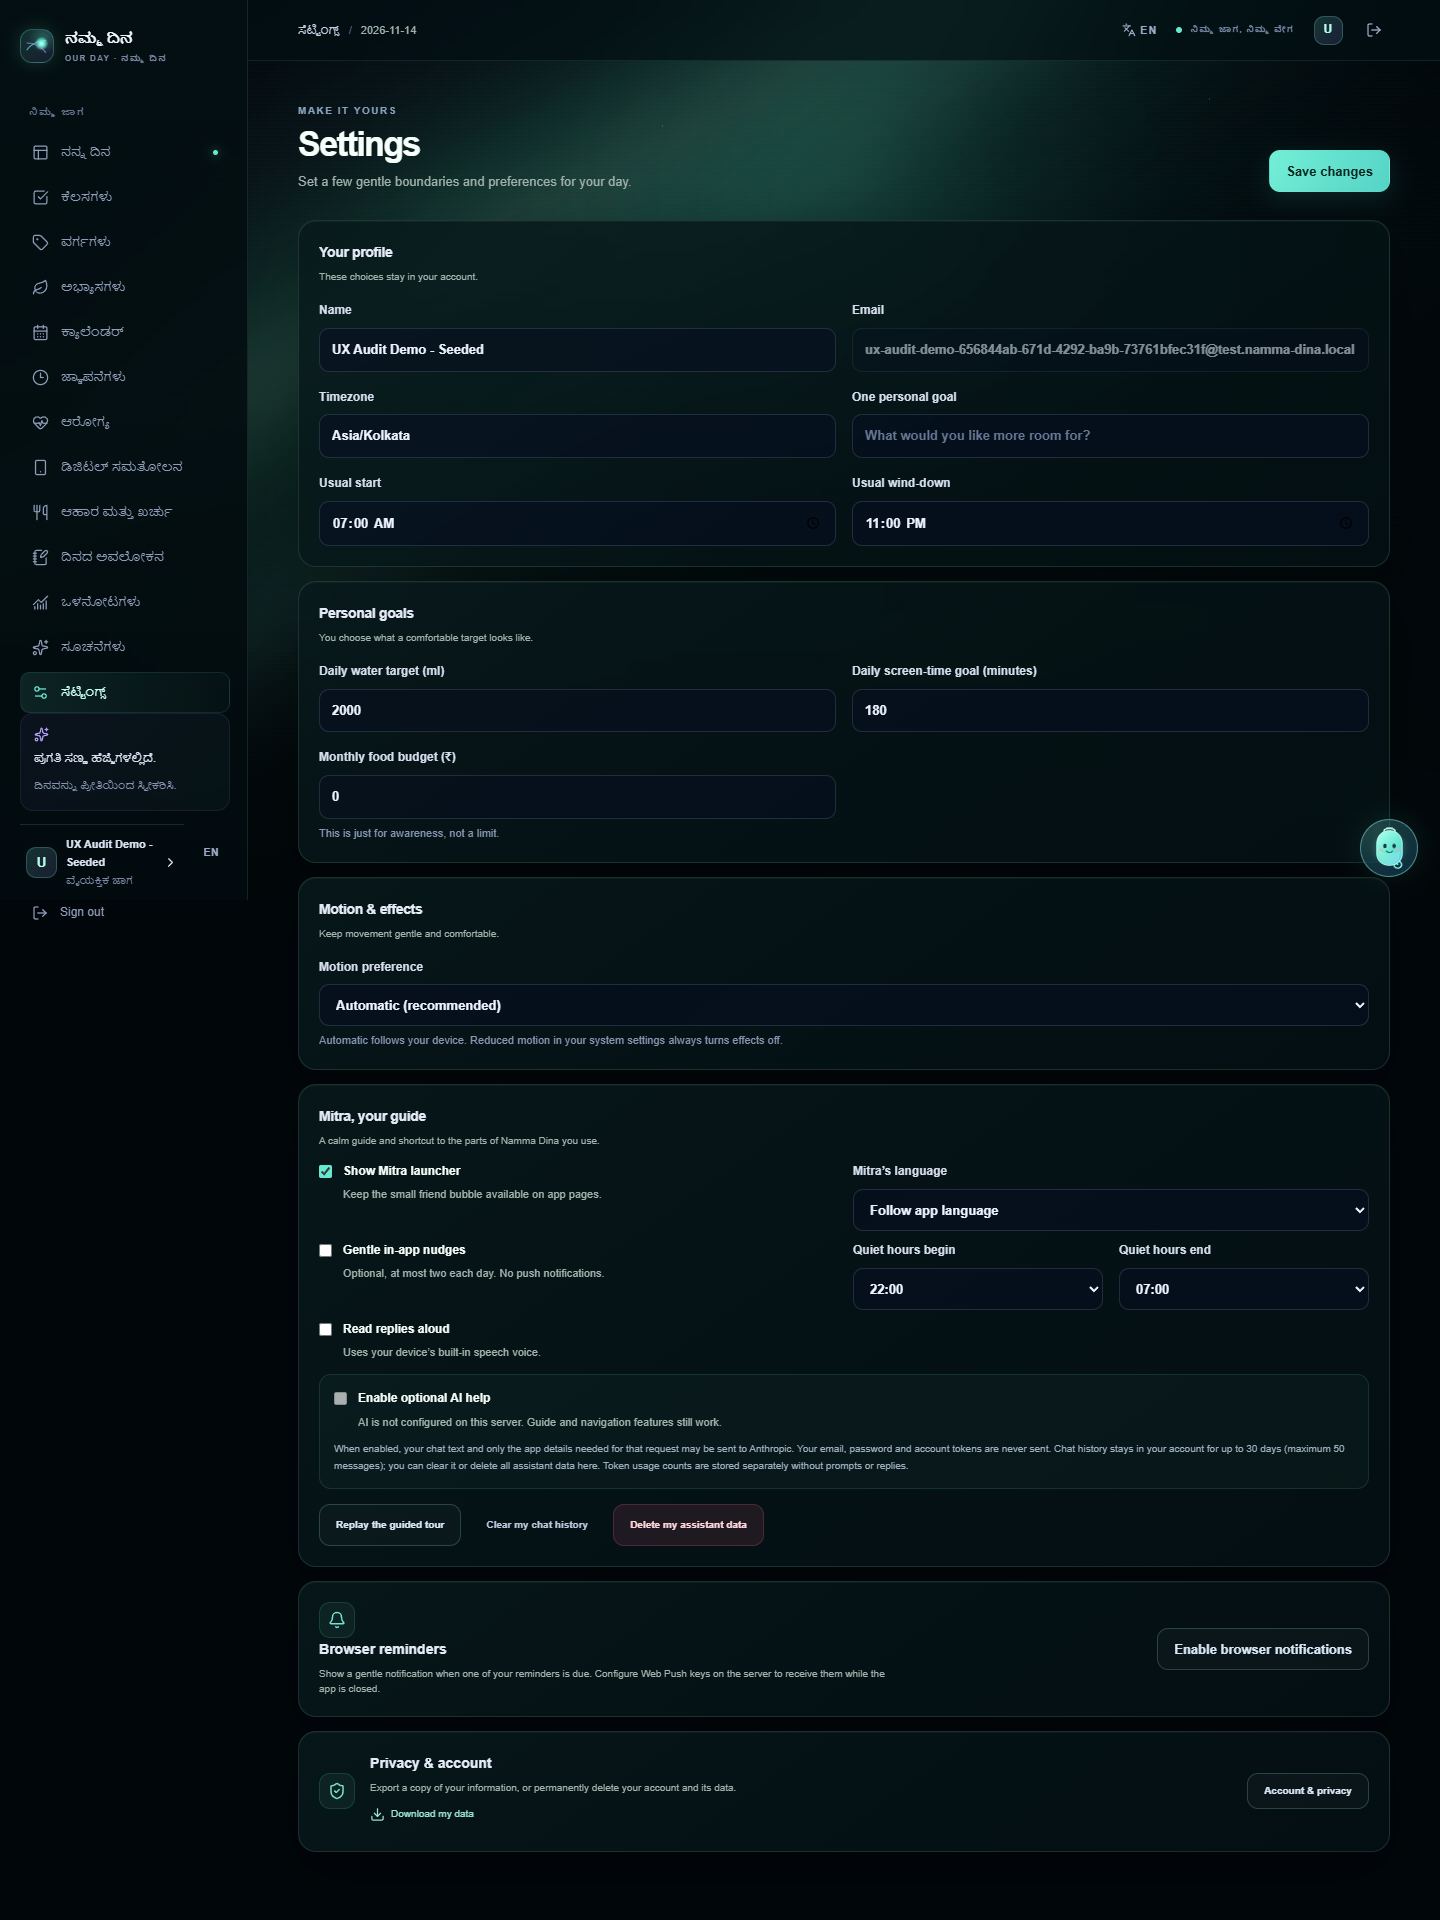 ನಮ್ಮ ದಿನ
OUR DAY - ನಮ್ಮ ದಿನ
ನಿಮ್ಮ ಜಾಗ
ನನ್ನ ದಿನ
ಕೆಲಸಗಳು
ವರ್ಗಗಳು
ಅಭ್ಯಾಸಗಳು
ಕ್ಯಾಲೆಂಡರ್
ಜ್ಞಾಪನೆಗಳು
ಆರೋಗ್ಯ
ಡಿಜಿಟಲ್ ಸಮತೋಲನ
ಆಹಾರ ಮತ್ತು ಖರ್ಚು
ದಿನದ ಅವಲೋಕನ
ಒಳನೋಟಗಳು
ಸೂಚನೆಗಳು
ಸೆಟ್ಟಿಂಗ್ಸ್
ಪ್ರಗತಿ ಸಣ್ಣ ಹೆಜ್ಜೆಗಳಲ್ಲಿದೆ.
ದಿನವನ್ನು ಪ್ರೀತಿಯಿಂದ ಸ್ವೀಕರಿಸಿ.
U
UX Audit Demo - Seeded
ವೈಯಕ್ತಿಕ ಜಾಗ
EN
Sign out
ಸೆಟ್ಟಿಂಗ್ಸ್ / 2026-11-14
EN
ನಿಮ್ಮ ಜಾಗ, ನಿಮ್ಮ ವೇಗ
U
MAKE IT YOURS
Settings
Set a few gentle boundaries and preferences for your day.
Save changes
Your profile
These choices stay in your account.
Name
Email
UX Audit Demo - Seeded
ux-audit-demo-656844ab-671d-4292-ba9b-73761bfec31f@test.namma-dina.local
Timezone
One personal goal
Asia/Kolkata
What would you like more room for?
Usual start
Usual wind-down
07:00 AM
11:00 PM
Personal goals
You choose what a comfortable target looks like.
Daily water target (ml)
Daily screen-time goal (minutes)
2000
180
Monthly food budget (₹)
0
This is just for awareness, not a limit.
Motion & effects
Keep movement gentle and comfortable.
Motion preference
Automatic (recommended)
Automatic follows your device. Reduced motion in your system settings always turns effects off.
Mitra, your guide
A calm guide and shortcut to the parts of Namma Dina you use.
Show Mitra launcher
Keep the small friend bubble available on app pages.
Mitra's language
Follow app language
Gentle in-app nudges
Optional, at most two each day. No push notifications.
Quiet hours begin
Quiet hours end
22:00
07:00
Read replies aloud
Uses your device's built-in speech voice.
Enable optional AI help
AI is not configured on this server. Guide and navigation features still work.
When enabled, your chat text and only the app details needed for that request may be sent to Anthropic. Your email, password and account tokens are never sent. Chat history stays in your account for up to 30 days (maximum 50
messages); you can clear it or delete all assistant data here. Token usage counts are stored separately without prompts or replies.
Replay the guided tour
Clear my chat history
Delete my assistant data
Browser reminders
Show a gentle notification when one of your reminders is due. Configure Web Push keys on the server to receive them while the
app is closed.
Enable browser notifications
Privacy & account
Export a copy of your information, or permanently delete your account and its data.
Download my data
Account & privacy